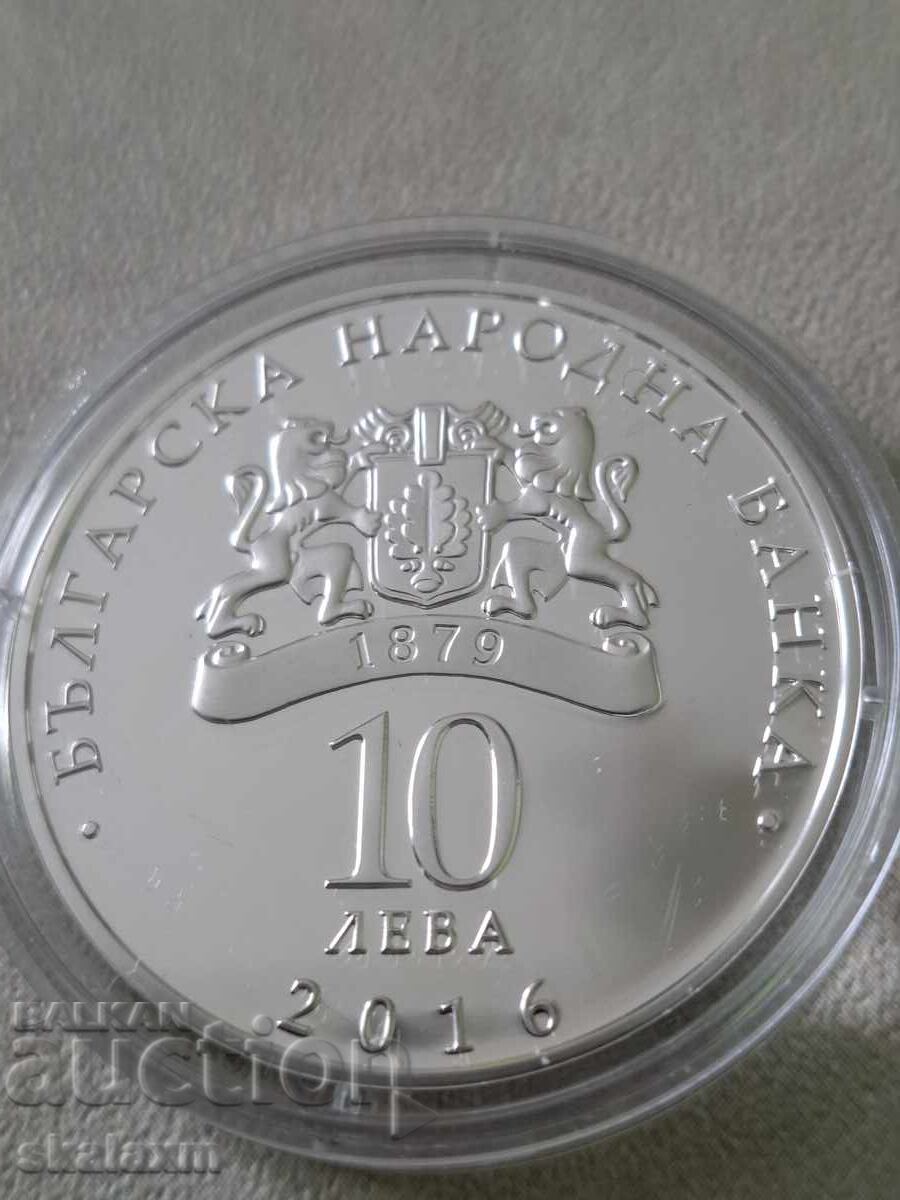 • БЪЛГАРСКА НАРОДНА БАНКА •
1879
10
ЛЕВА
2016
BALKAN
auction
skalaxm